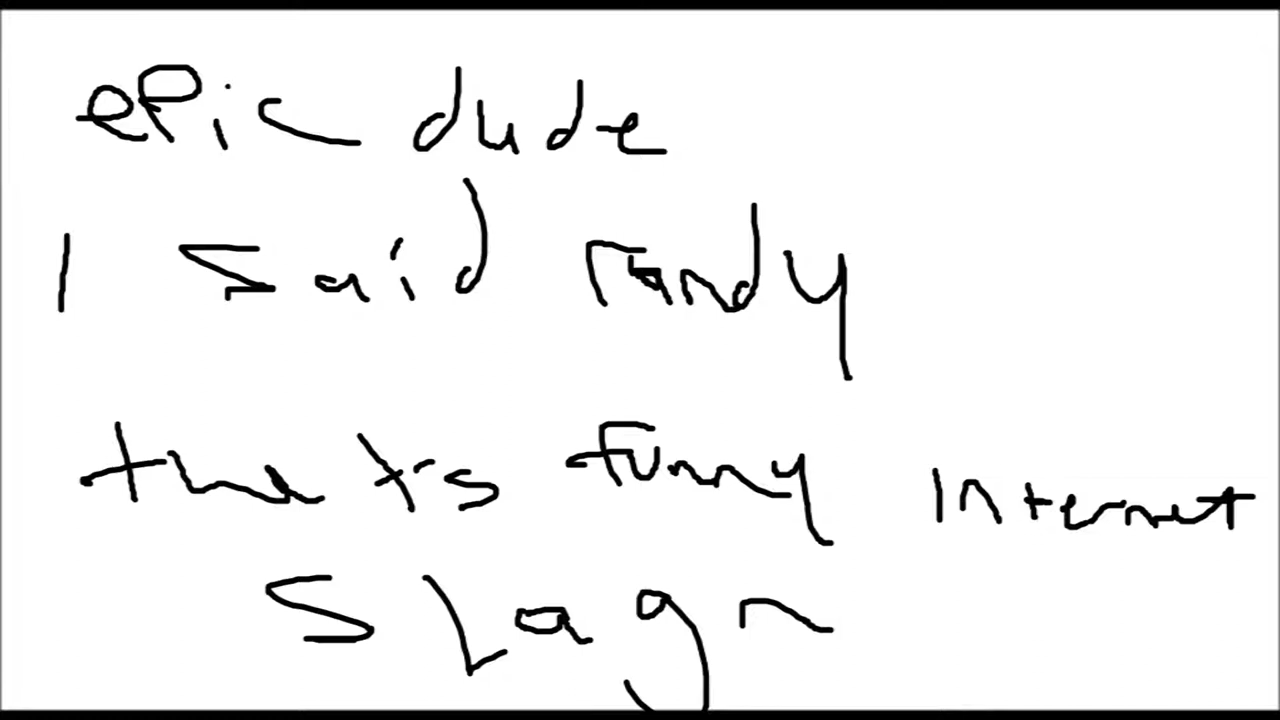 epic dude
I said randy
thats funny internet
slagn